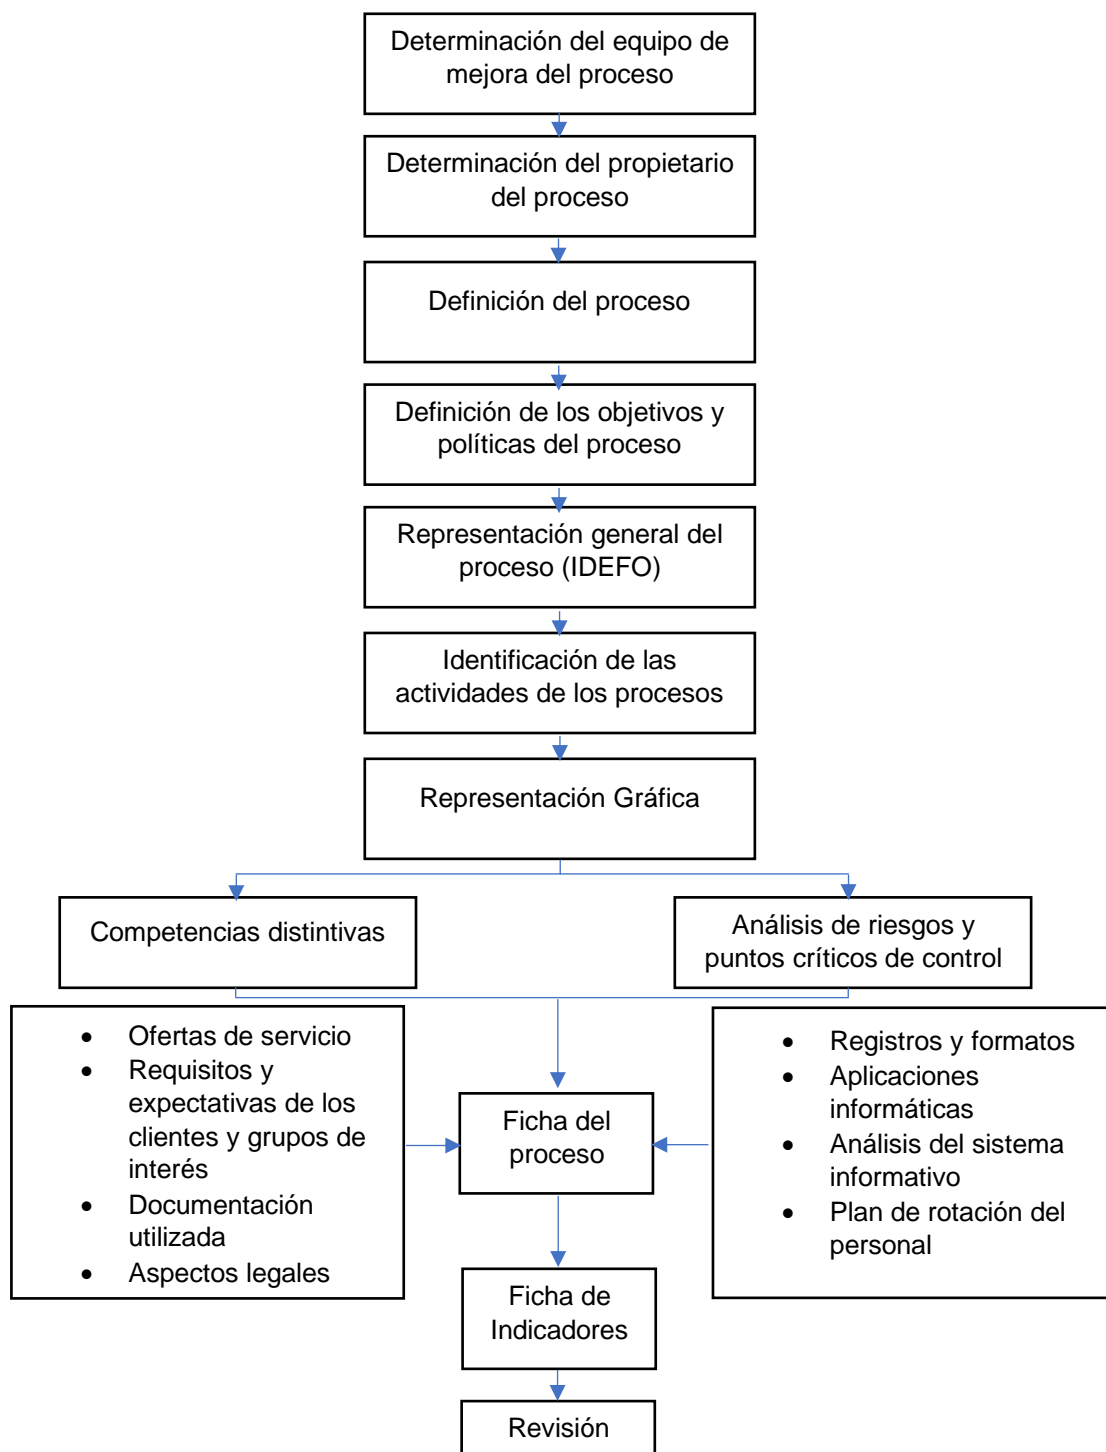 Determinación del equipo de
mejora del proceso
Determinación del propietario
del proceso
Definición del proceso
Definición de los objetivos y
políticas del proceso
Representación general del
proceso (IDEFO)
Identificación de las
actividades de los procesos
Representación Gráfica
Competencias distintivas
Análisis de riesgos y
puntos críticos de control
• Ofertas de servicio
• Requisitos y
expectativas de los
clientes y grupos de
interés
• Documentación
utilizada
• Aspectos legales
Ficha del
proceso
• Registros y formatos
• Aplicaciones
informáticas
• Análisis del sistema
informativo
• Plan de rotación del
personal
Ficha de
Indicadores
Revisión